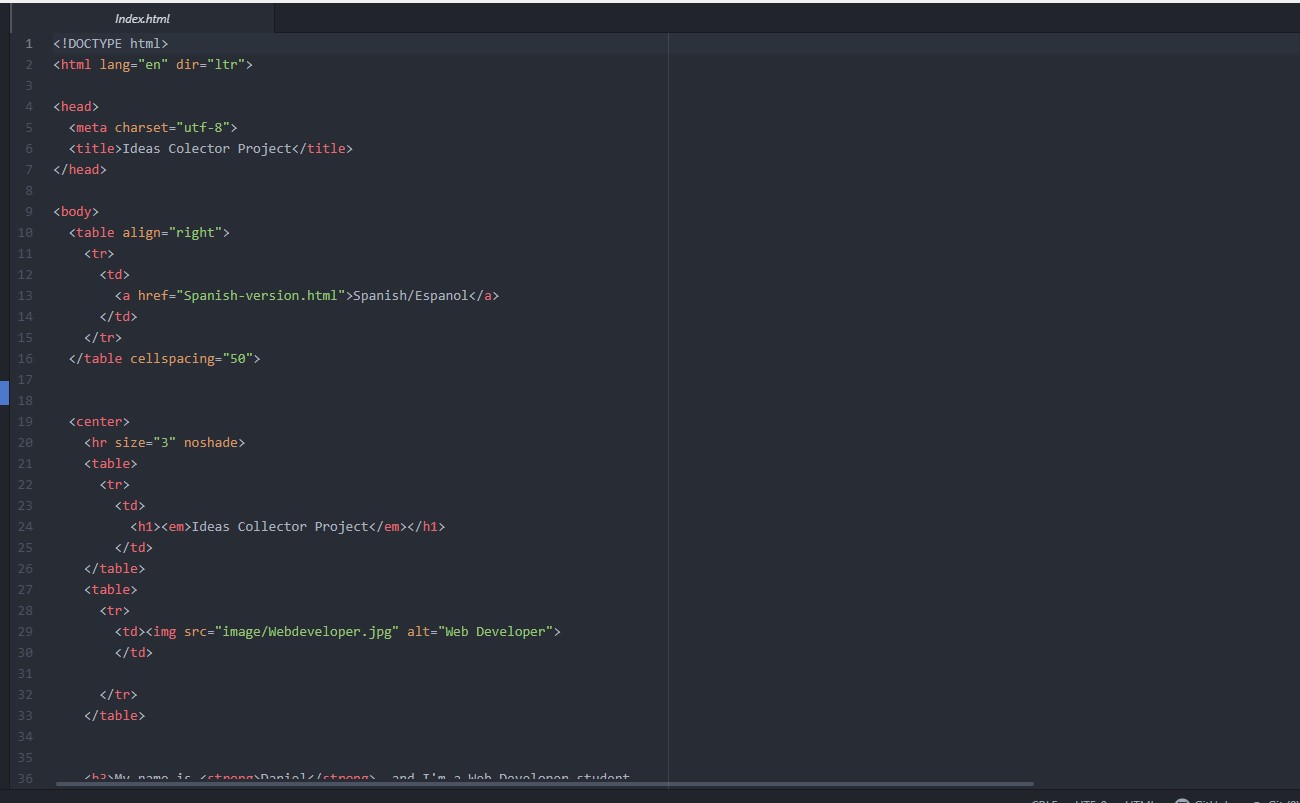 Index.html
1 <!DOCTYPE html>
2 <html lang="en" dir="ltr">
3
4 <head>
5 <meta charset="utf-8">
6 <title>Ideas Colector Project</title>
7 </head>
8
9 <body>
10 <table align="right">
11 <tr>
12 <td>
13 <a href="Spanish-version.html">Spanish/Espanol</a>
14 </td>
15 </tr>
16 </table cellspacing="50">
17
18
19 <center>
20 <hr size="3" noshade>
21 <table>
22 <tr>
23 <td>
24 <h1><em>Ideas Collector Project</em></h1>
25 </td>
26 </table>
27 <table>
28 <tr>
29 <td><img src="image/Webdeveloper.jpg" alt="Web Developer">
30 </td>
31
32 </tr>
33 </table>
34
35
36 <h3>My name is <strong>Daniel</strong>, and I'm a Web Developer student
CRLF UTF-8 HTML GitHub